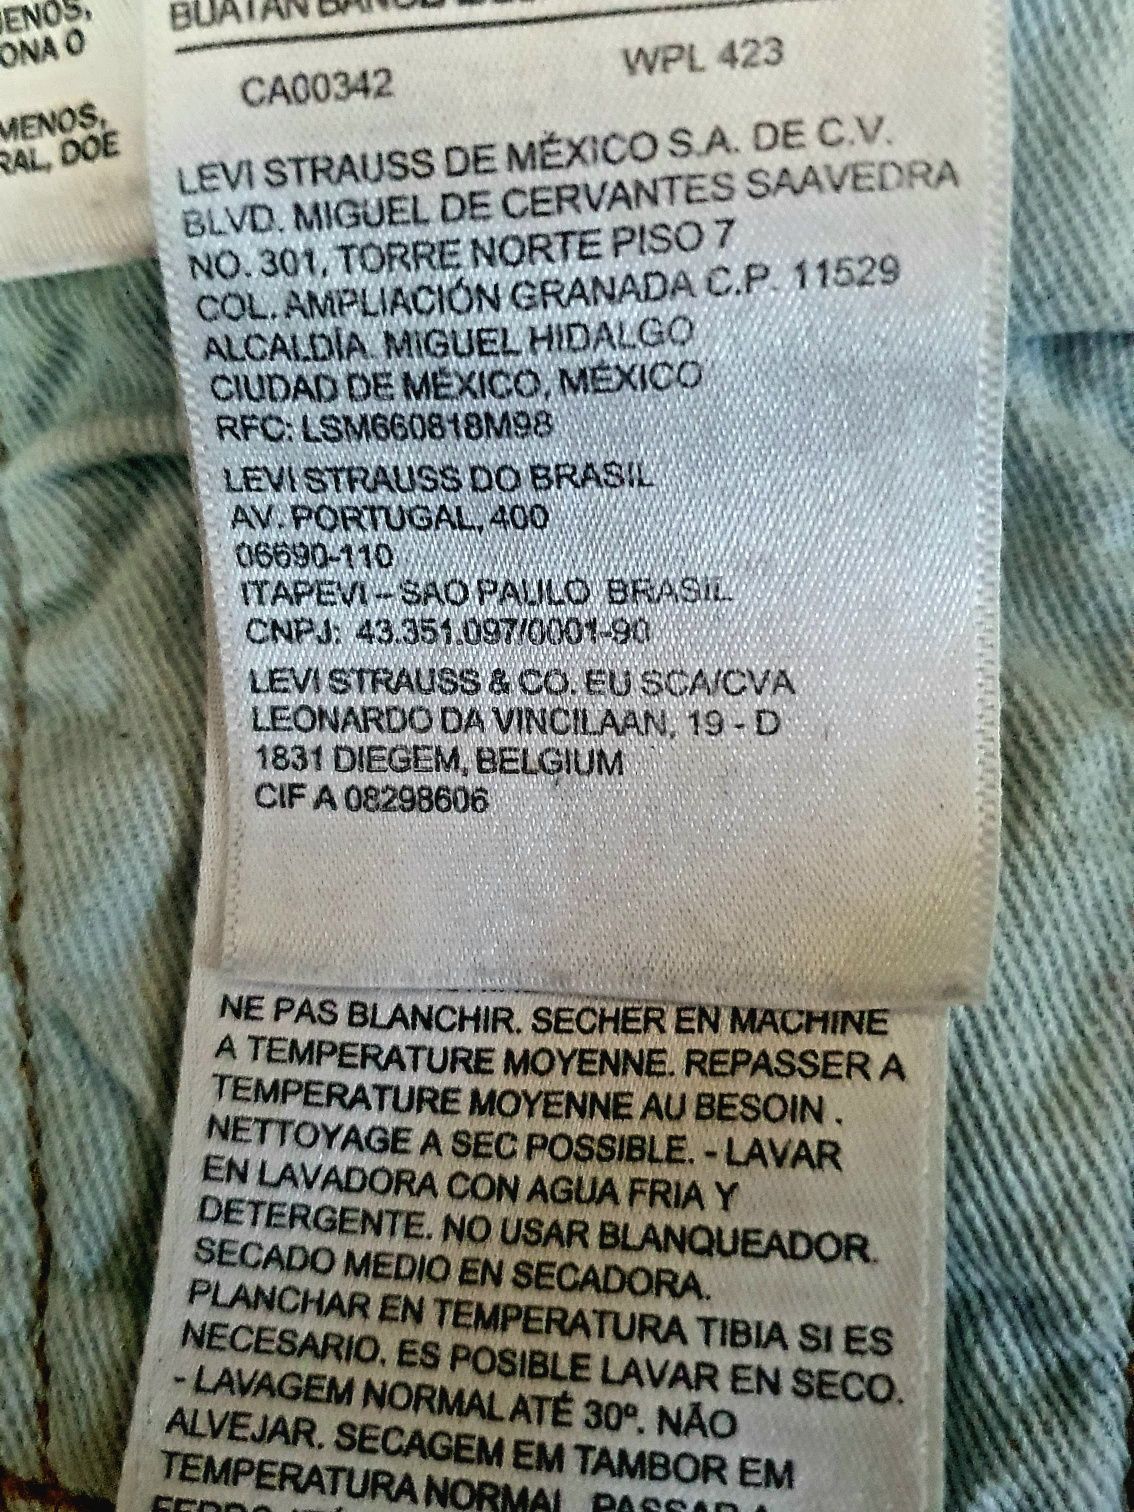 ENOS,
ONA O
MENOS,
RAL, DOE
BUATAN
CA00342 WPL 423
LEVI STRAUSS DE MÉXICO S.A. DE C.V.
BLVD. MIGUEL DE CERVANTES SAAVEDRA
NO. 301, TORRE NORTE PISO 7
COL. AMPLIACIÓN GRANADA C.P. 11529
ALCALDÍA MIGUEL HIDALGO
CIUDAD DE MÉXICO, MÉXICO
RFC: LSM660818M98
LEVI STRAUSS DO BRASIL
AV. PORTUGAL, 400
06690-110
ITAPEVI – SAO PAULO BRASIL
CNPJ: 43.351.097/0001-90
LEVI STRAUSS & CO. EU SCA/CVA
LEONARDO DA VINCILAAN, 19 - D
1831 DIEGEM, BELGIUM
CIF A 08298606
NE PAS BLANCHIR. SECHER EN MACHINE
A TEMPERATURE MOYENNE. REPASSER A
TEMPERATURE MOYENNE AU BESOIN .
NETTOYAGE A SEC POSSIBLE. - LAVAR
EN LAVADORA CON AGUA FRIA Y
DETERGENTE. NO USAR BLANQUEADOR.
SECADO MEDIO EN SECADORA.
PLANCHAR EN TEMPERATURA TIBIA SI ES
NECESARIO. ES POSIBLE LAVAR EN SECO.
- LAVAGEM NORMAL ATÉ 30º. NÃO
ALVEJAR. SECAGEM EM TAMBOR EM
TEMPERATURA NORMAL. PASSAR A